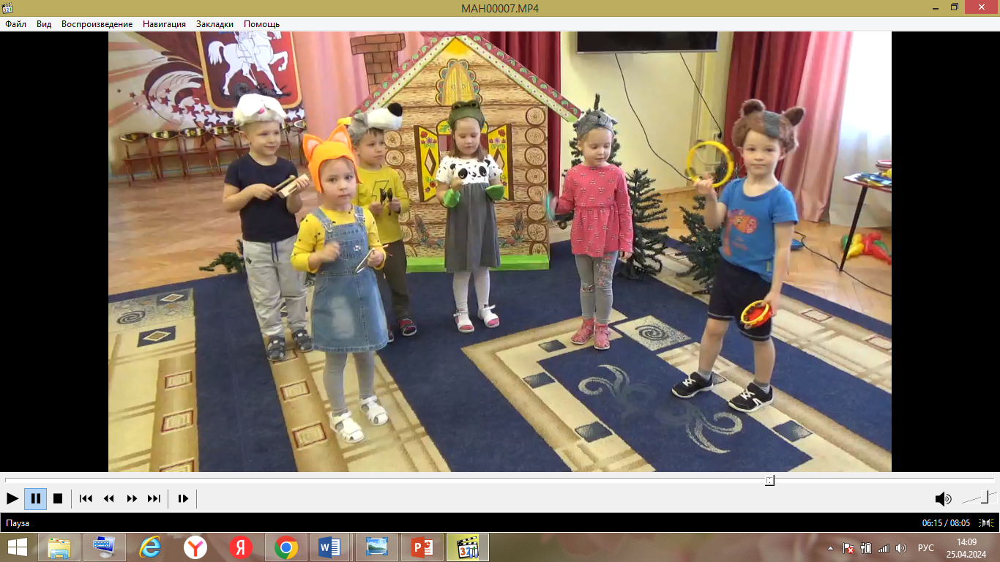 MAH00007.MP4
Файл Вид Воспроизведение Навигация Закладки Помощь
Пауза
06:15 / 08:05
РУС
14:09
25.04.2024